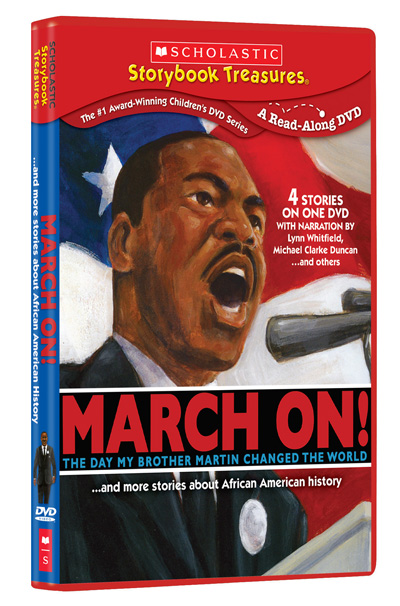 SCHOLASTIC
Storybook Treasures®
The #1 Award-Winning Children's DVD Series
A Read-Along DVD
4 STORIES
ON ONE DVD
WITH NARRATION BY
Lynn Whitfield,
Michael Clarke Duncan
...and others
MARCH ON!
THE DAY MY BROTHER MARTIN CHANGED THE WORLD
...and more stories about African American history
SCHOLASTIC
Storybook
Treasures®
MARCH ON!
...and more stories about African American History
DVD
VIDEO
S